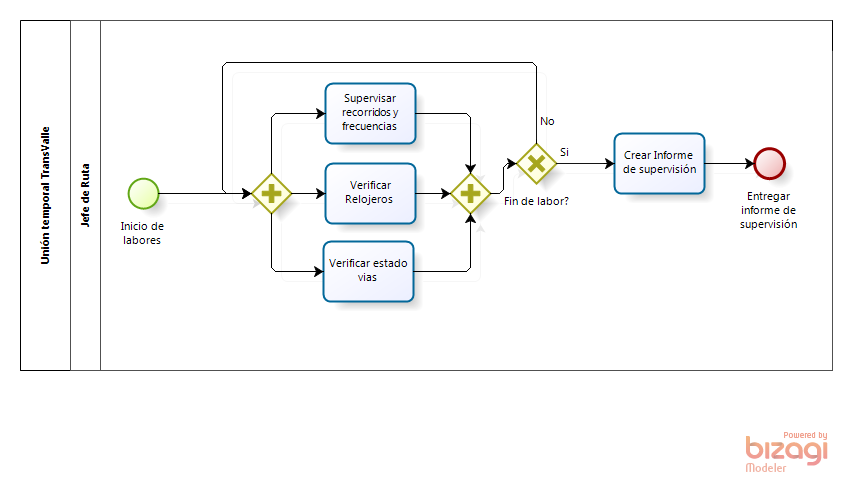 Unión temporal TransValle
Jefe de Ruta
Inicio de
labores
Supervisar
recorridos y
frecuencias
Verificar
Relojeros
Verificar estado
vias
No
Si
Fin de labor?
Crear Informe
de supervisión
Entregar
informe de
supervisión
Powered by
bizagi
Modeler